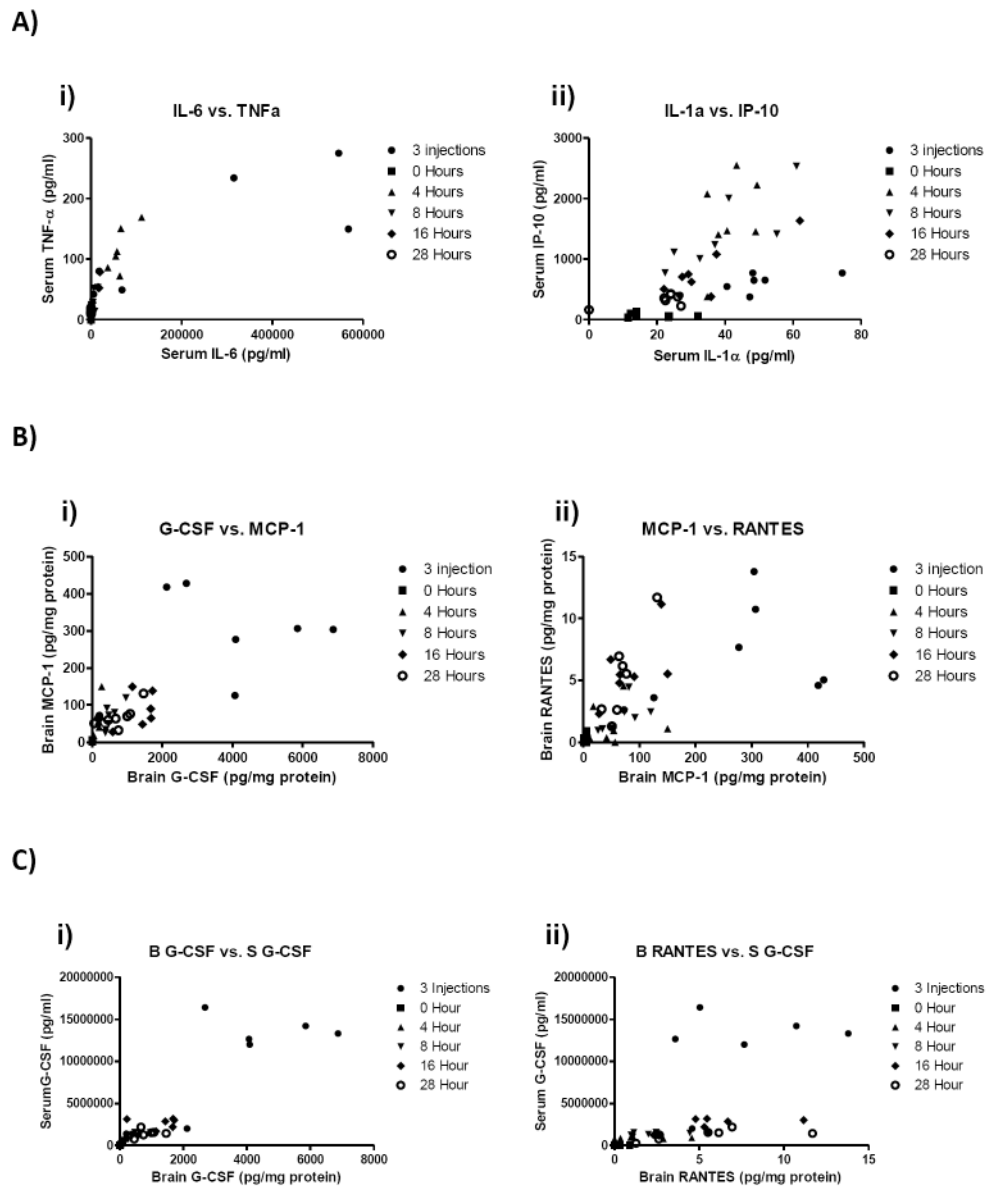 A)
i)
IL-6 vs. TNFa
Serum TNF-α (pg/ml)
300
200
100
0
0
200000
400000
600000
Serum IL-6 (pg/ml)
3 injections
0 Hours
4 Hours
8 Hours
16 Hours
28 Hours
ii)
IL-1a vs. IP-10
Serum IP-10 (pg/ml)
3000
2000
1000
0
0
20
40
60
80
Serum IL-1α (pg/ml)
3 injections
0 Hours
4 Hours
8 Hours
16 Hours
28 Hours
B)
i)
G-CSF vs. MCP-1
Brain MCP-1 (pg/mg protein)
500
400
300
200
100
0
0
2000
4000
6000
8000
Brain G-CSF (pg/mg protein)
3 injection
0 Hours
4 Hours
8 Hours
16 Hours
28 Hours
ii)
MCP-1 vs. RANTES
Brain RANTES (pg/mg protein)
15
10
5
0
0
100
200
300
400
500
Brain MCP-1 (pg/mg protein)
3 injection
0 Hours
4 Hours
8 Hours
16 Hours
28 Hours
C)
i)
B G-CSF vs. S G-CSF
SerumG-CSF (pg/ml)
20000000
15000000
10000000
5000000
0
0
2000
4000
6000
8000
Brain G-CSF (pg/mg protein)
3 Injections
0 Hour
4 Hour
8 Hour
16 Hour
28 Hour
ii)
B RANTES vs. S G-CSF
Serum G-CSF (pg/ml)
20000000
15000000
10000000
5000000
0
0
5
10
15
Brain RANTES (pg/mg protein)
3 Injections
0 Hour
4 Hour
8 Hour
16 Hour
28 Hour